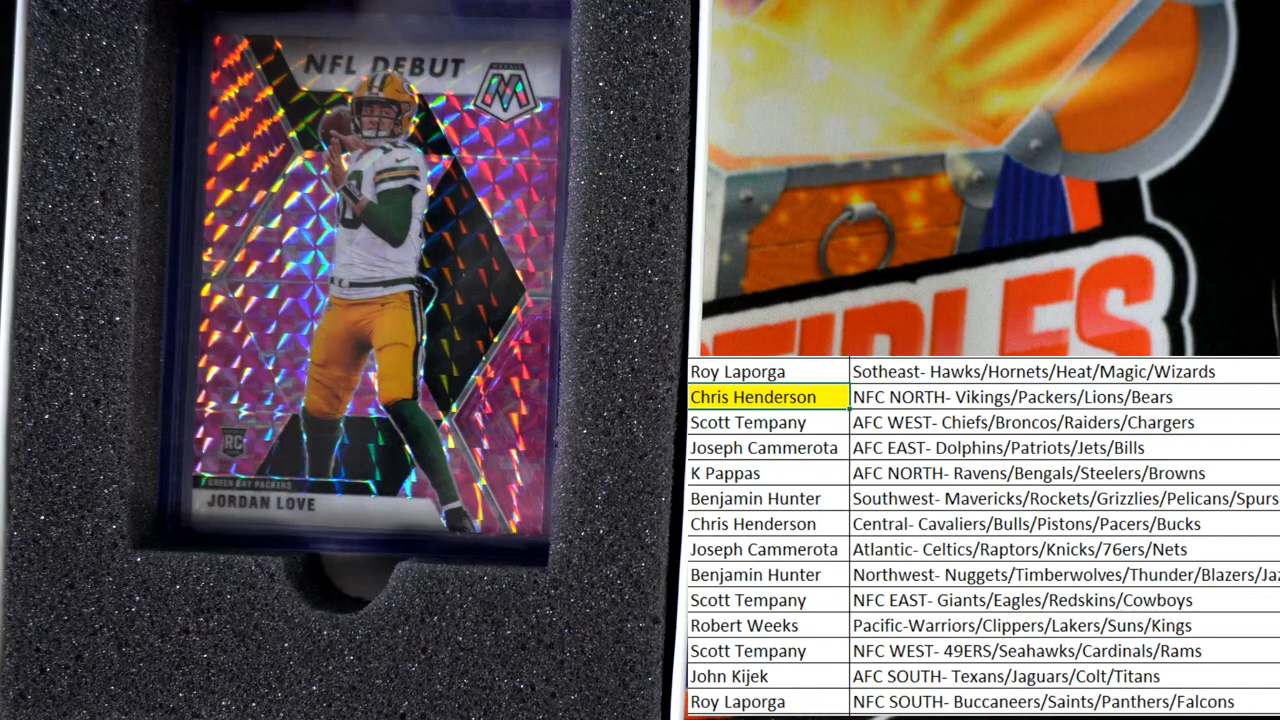 NFL DEBUT
MOSAIC
M
RC
GREEN BAY PACKERS
JORDAN LOVE
Roy Laporga Sotheast- Hawks/Hornets/Heat/Magic/Wizards
Chris Henderson NFC NORTH- Vikings/Packers/Lions/Bears
Scott Tempany AFC WEST- Chiefs/Broncos/Raiders/Chargers
Joseph Cammerota AFC EAST- Dolphins/Patriots/Jets/Bills
K Pappas AFC NORTH- Ravens/Bengals/Steelers/Browns
Benjamin Hunter Southwest- Mavericks/Rockets/Grizzlies/Pelicans/Spurs
Chris Henderson Central- Cavaliers/Bulls/Pistons/Pacers/Bucks
Joseph Cammerota Atlantic- Celtics/Raptors/Knicks/76ers/Nets
Benjamin Hunter Northwest- Nuggets/Timberwolves/Thunder/Blazers/Jaz
Scott Tempany NFC EAST- Giants/Eagles/Redskins/Cowboys
Robert Weeks Pacific-Warriors/Clippers/Lakers/Suns/Kings
Scott Tempany NFC WEST- 49ERS/Seahawks/Cardinals/Rams
John Kijek AFC SOUTH- Texans/Jaguars/Colt/Titans
Roy Laporga NFC SOUTH- Buccaneers/Saints/Panthers/Falcons